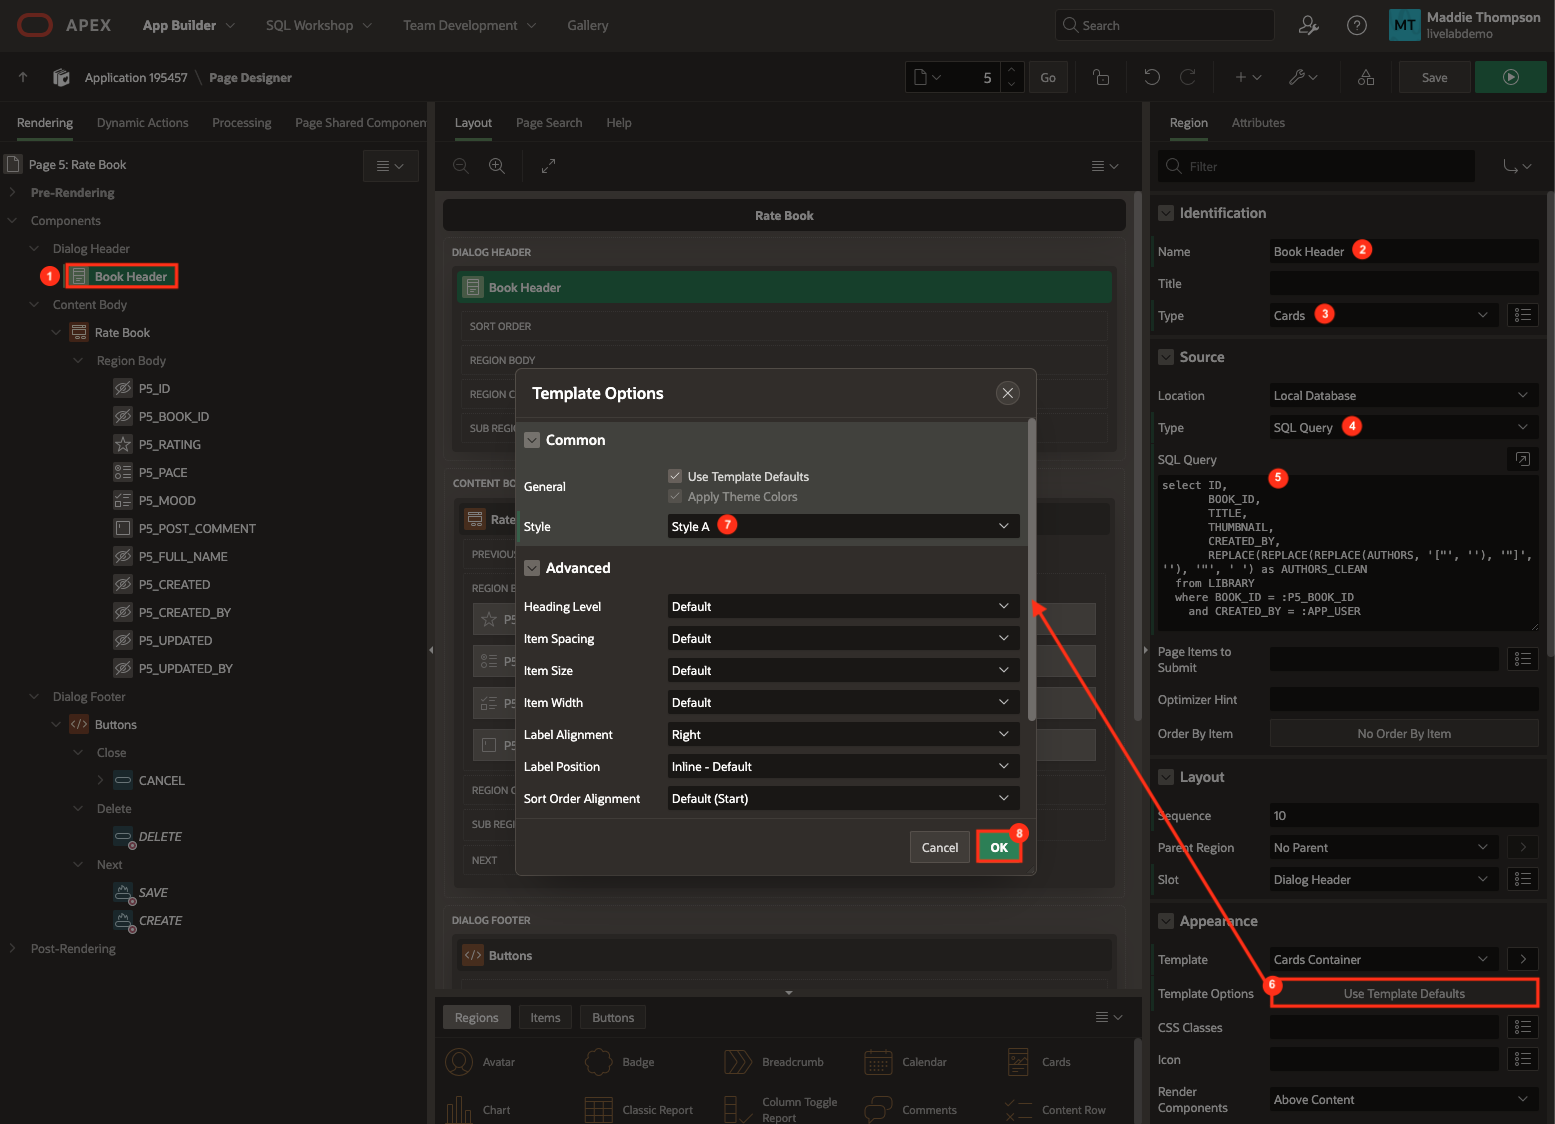 APEX
App Builder
SQL Workshop
Team Development
Gallery
Search
MT
Maddie Thompson
livelabdemo
Application 195457 \ Page Designer
5
Go
Save
Rendering
Dynamic Actions
Processing
Page Shared Componen
Page 5: Rate Book
Pre-Rendering
Components
Dialog Header
1
Book Header
Content Body
Rate Book
Region Body
P5_ID
P5_BOOK_ID
P5_RATING
P5_PACE
P5_MOOD
P5_POST_COMMENT
P5_FULL_NAME
P5_CREATED
P5_CREATED_BY
P5_UPDATED
P5_UPDATED_BY
Dialog Footer
Buttons
Close
CANCEL
Delete
DELETE
Next
SAVE
CREATE
Post-Rendering
Layout
Page Search
Help
Rate Book
DIALOG HEADER
Book Header
SORT ORDER
REGION BODY
REGION C
SUB REGI
CONTENT BO
Rate
PREVIOUS
REGION B
P5
P5
P5
P5
REGION C
SUB REGI
NEXT
DIALOG FOOTER
Buttons
Template Options
Common
General
Use Template Defaults
Apply Theme Colors
Style
Style A
7
Advanced
Heading Level
Default
Item Spacing
Default
Item Size
Default
Item Width
Default
Label Alignment
Right
Label Position
Inline - Default
Sort Order Alignment
Default (Start)
Cancel
OK
8
Regions
Items
Buttons
Avatar
Badge
Breadcrumb
Calendar
Cards
Chart
Classic Report
Column Toggle
Report
Comments
Content Row
Region
Attributes
Filter
Identification
Name
Book Header
2
Title
Type
Cards
3
Source
Location
Local Database
Type
SQL Query
4
SQL Query
5
select ID,
BOOK_ID,
TITLE,
THUMBNAIL,
CREATED_BY,
REPLACE(REPLACE(REPLACE(AUTHORS, '["', ''), '"]',
''), '"', ' ') as AUTHORS_CLEAN
from LIBRARY
where BOOK_ID = :P5_BOOK_ID
and CREATED_BY = :APP_USER
Page Items to
Submit
Optimizer Hint
Order By Item
No Order By Item
Layout
Sequence
10
Parent Region
No Parent
Slot
Dialog Header
Appearance
Template
Cards Container
Template Options
6
Use Template Defaults
CSS Classes
Icon
Render
Components
Above Content